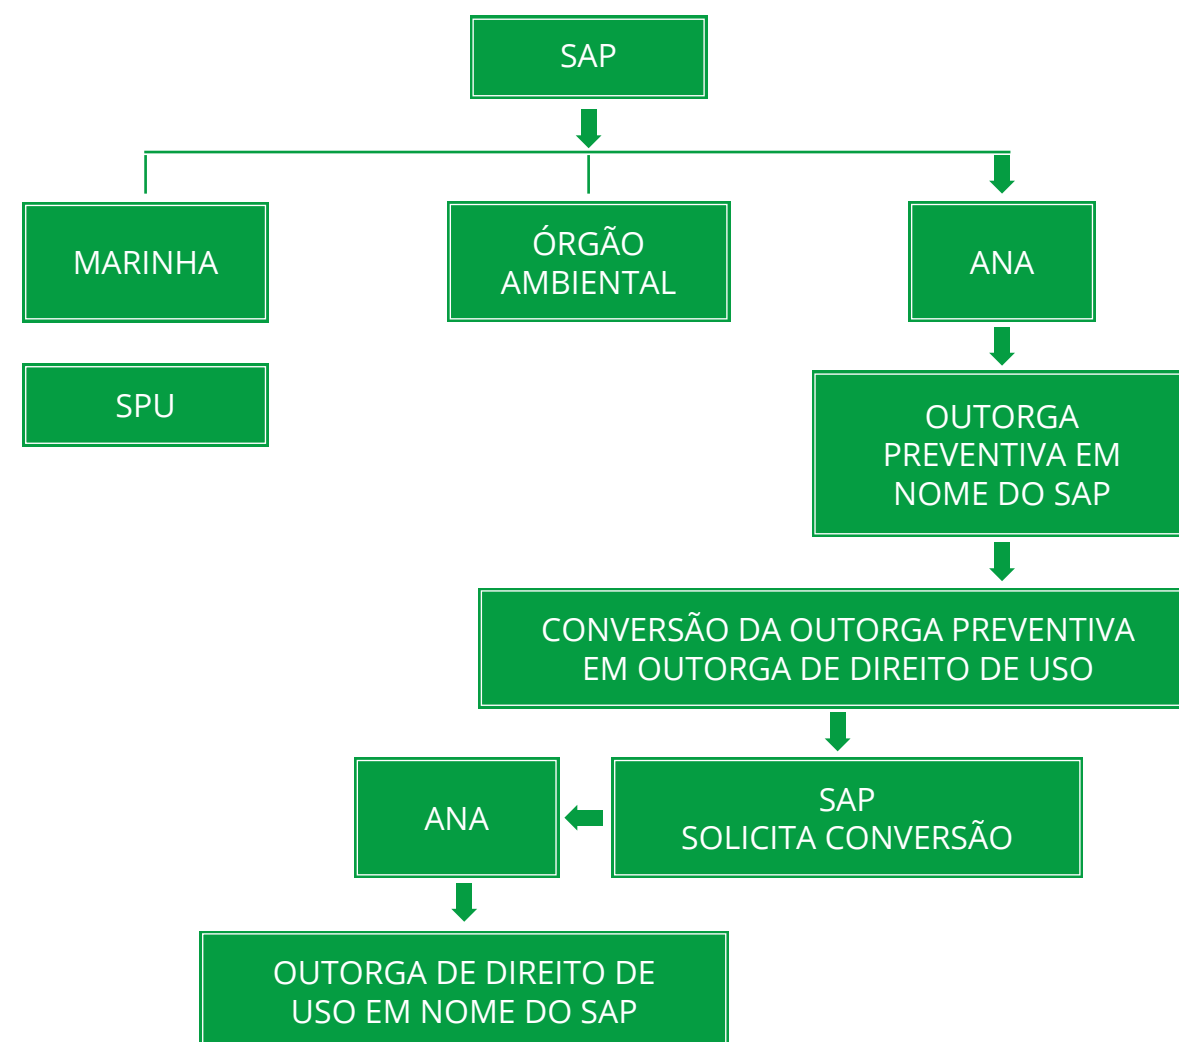 SAP
MARINHA
ÓRGÃO
AMBIENTAL
ANA
SPU
OUTORGA
PREVENTIVA EM
NOME DO SAP
CONVERSÃO DA OUTORGA PREVENTIVA
EM OUTORGA DE DIREITO DE USO
ANA
SAP
SOLICITA CONVERSÃO
OUTORGA DE DIREITO DE
USO EM NOME DO SAP